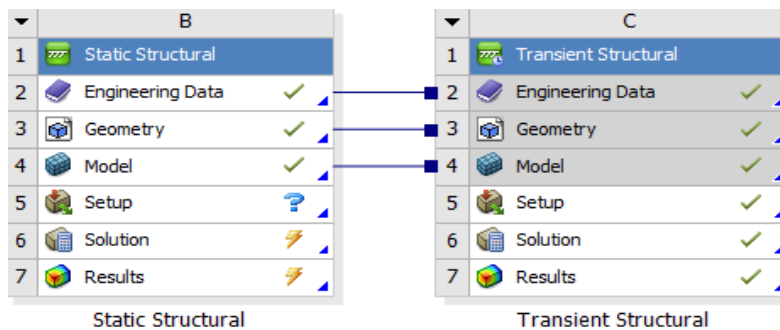 B
1 Static Structural
2 Engineering Data
3 Geometry
4 Model
5 Setup ?
6 Solution
7 Results
Static Structural
C
1 Transient Structural
2 Engineering Data
3 Geometry
4 Model
5 Setup
6 Solution
7 Results
Transient Structural